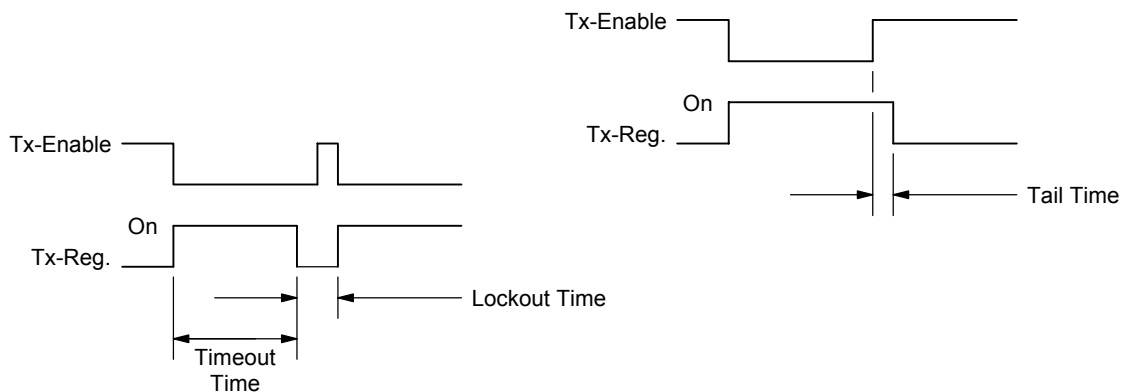 Tx-Enable
On
Tx-Reg.
Lockout Time
Timeout
Time
Tx-Enable
On
Tx-Reg.
Tail Time